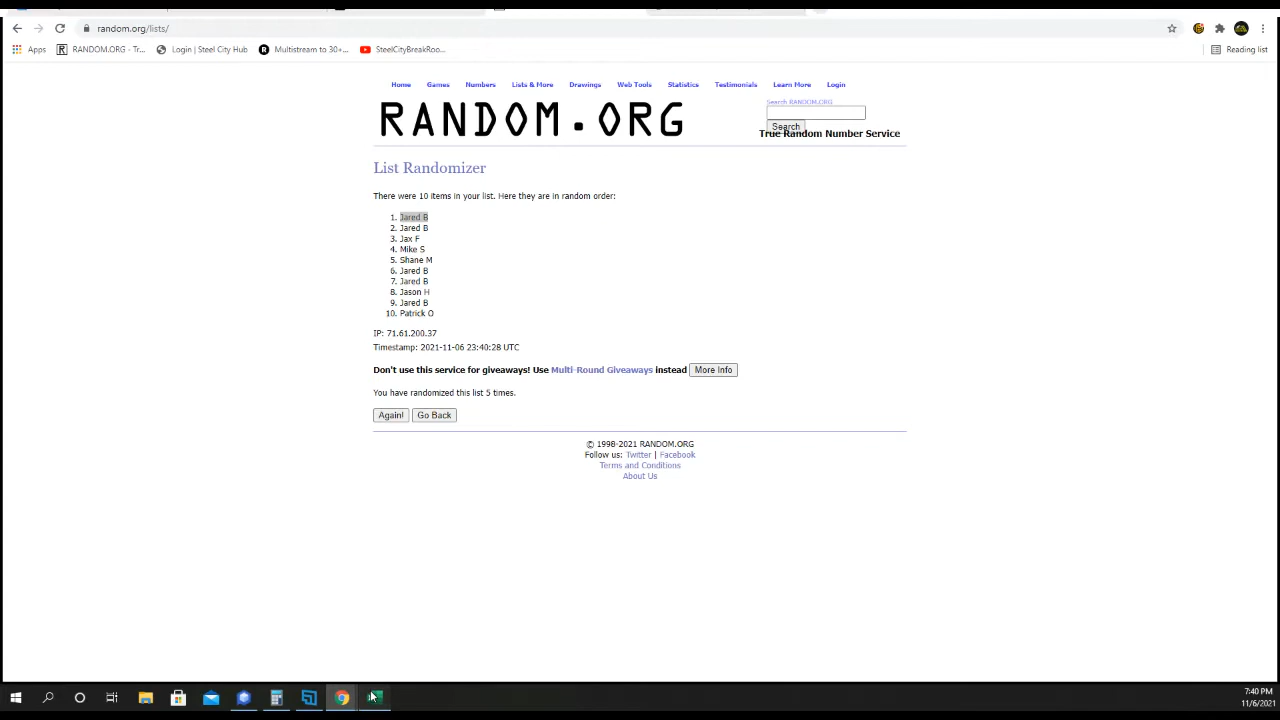 random.org/lists/
Apps RANDOM.ORG - Tr... Login | Steel City Hub Multistream to 30+... SteelCityBreakRoo... Reading list
Home Games Numbers Lists & More Drawings Web Tools Statistics Testimonials Learn More Login
Search RANDOM.ORG
RANDOM.ORG
Search
True Random Number Service
List Randomizer
There were 10 items in your list. Here they are in random order:
1. Jared B
2. Jared B
3. Jax F
4. Mike S
5. Shane M
6. Jared B
7. Jared B
8. Jason H
9. Jared B
10. Patrick O
IP: 71.61.200.37
Timestamp: 2021-11-06 23:40:28 UTC
Don't use this service for giveaways! Use Multi-Round Giveaways instead More Info
You have randomized this list 5 times.
Again! Go Back
© 1998-2021 RANDOM.ORG
Follow us: Twitter | Facebook
Terms and Conditions
About Us
7:40 PM
11/6/2021